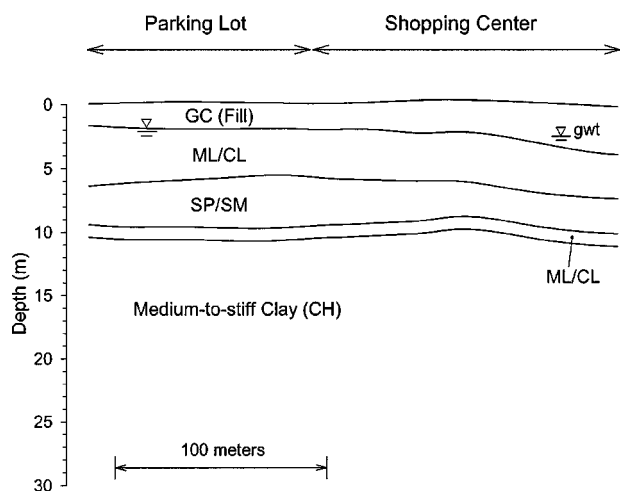 Parking Lot
Shopping Center
0
GC (Fill)
gwt
ML/CL
5
SP/SM
10
ML/CL
Medium-to-stiff Clay (CH)
15
20
25
100 meters
30
Depth (m)